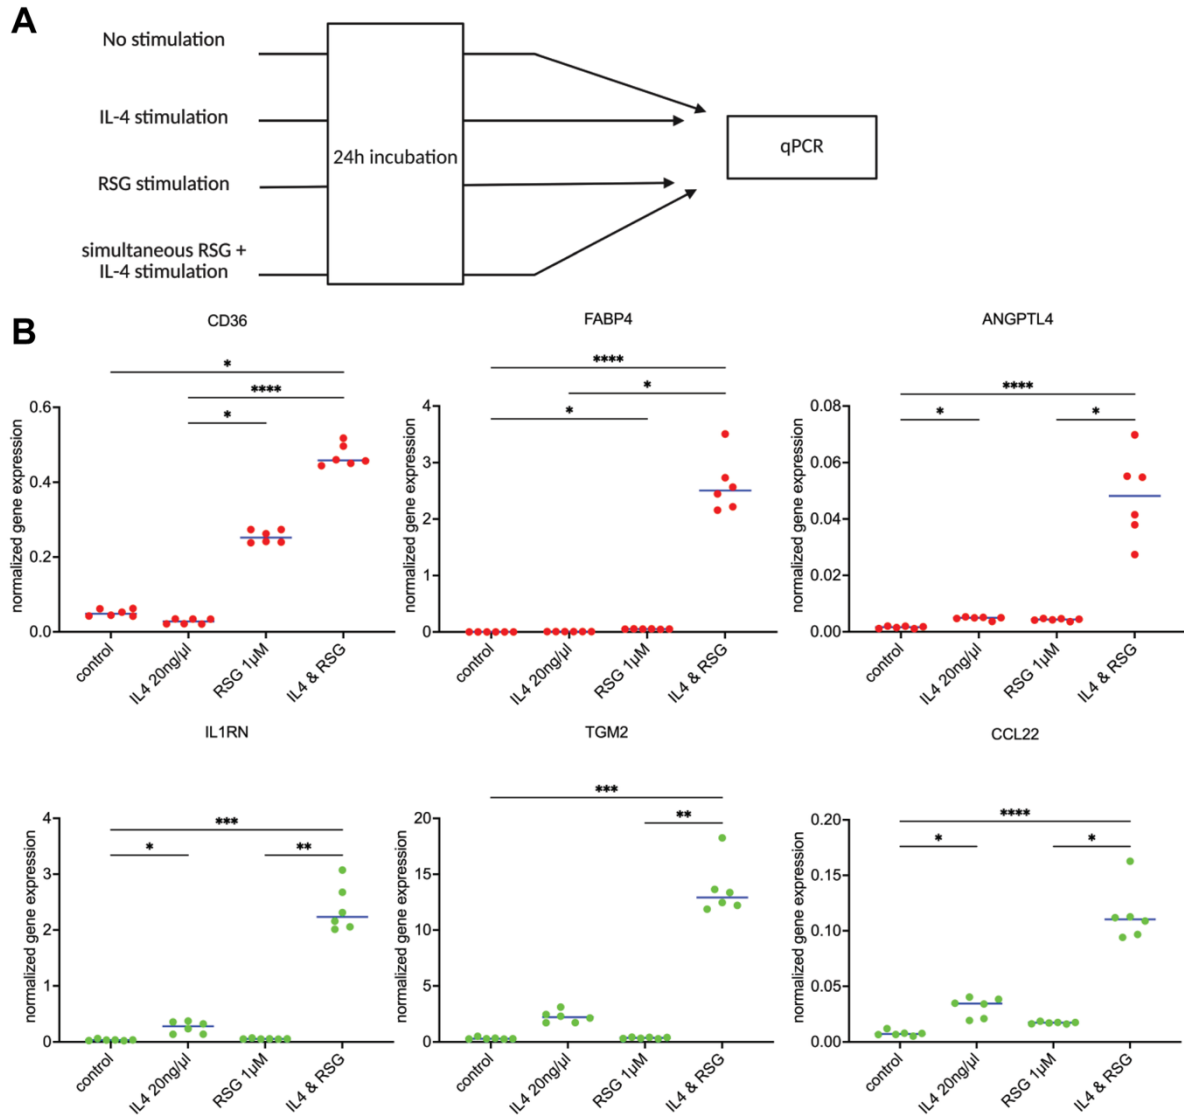 A
No stimulation
IL-4 stimulation
RSG stimulation
simultaneous RSG +
IL-4 stimulation
24h incubation
qPCR
B
CD36
normalized gene expression
0.6
0.4
0.2
0.0
*
****
*
control
IL4 20ng/µl
RSG 1µM
IL4 & RSG
FABP4
normalized gene expression
4
3
2
1
0
****
*
*
control
IL4 20ng/µl
RSG 1µM
IL4 & RSG
ANGPTL4
normalized gene expression
0.08
0.06
0.04
0.02
0.00
****
*
*
control
IL4 20ng/µl
RSG 1µM
IL4 & RSG
IL1RN
normalized gene expression
4
3
2
1
0
***
*
**
control
IL4 20ng/µl
RSG 1µM
IL4 & RSG
TGM2
normalized gene expression
20
15
10
5
0
***
**
control
IL4 20ng/µl
RSG 1µM
IL4 & RSG
CCL22
normalized gene expression
0.20
0.15
0.10
0.05
0.00
****
*
*
control
IL4 20ng/µl
RSG 1µM
IL4 & RSG